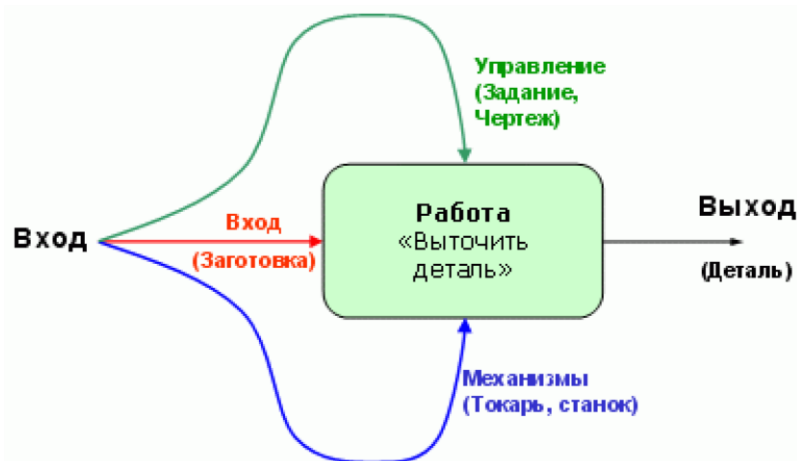 Управление
(Задание,
Чертеж)
Вход
Вход
(Заготовка)
Работа
«Выточить
деталь»
Выход
(Деталь)
Механизмы
(Токарь, станок)